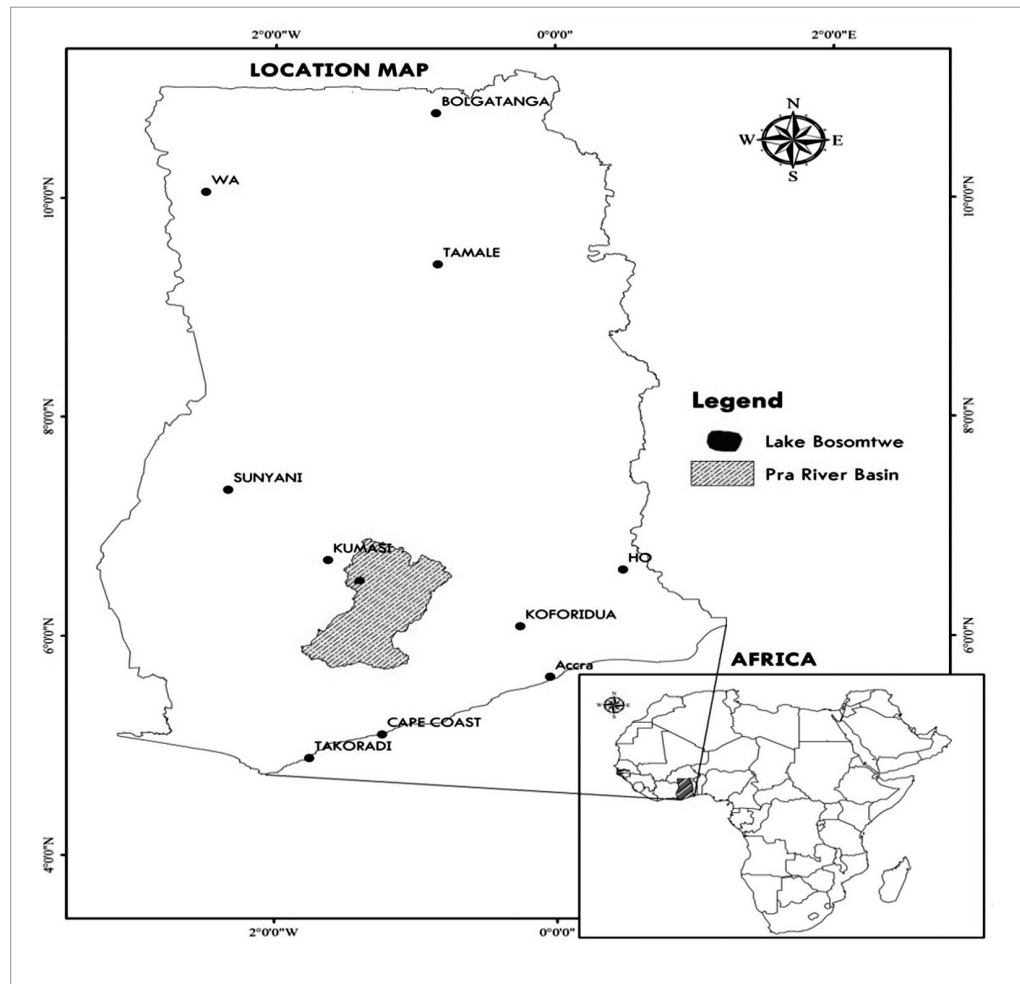 2°0'0"W 0°0'0" 2°0'0"E
LOCATION MAP
BOLGATANGA
N
W E
S
WA
10°0'0"N 10°0'0"N
TAMALE
Legend
8°0'0"N 8°0'0"N
Lake Bosomtwe
Pra River Basin
SUNYANI
KUMASI
HO
KOFORIDUA
6°0'0"N 6°0'0"N
AFRICA
Accra
N
W E
S
CAPE COAST
TAKORADI
4°0'0"N
2°0'0"W 0°0'0"